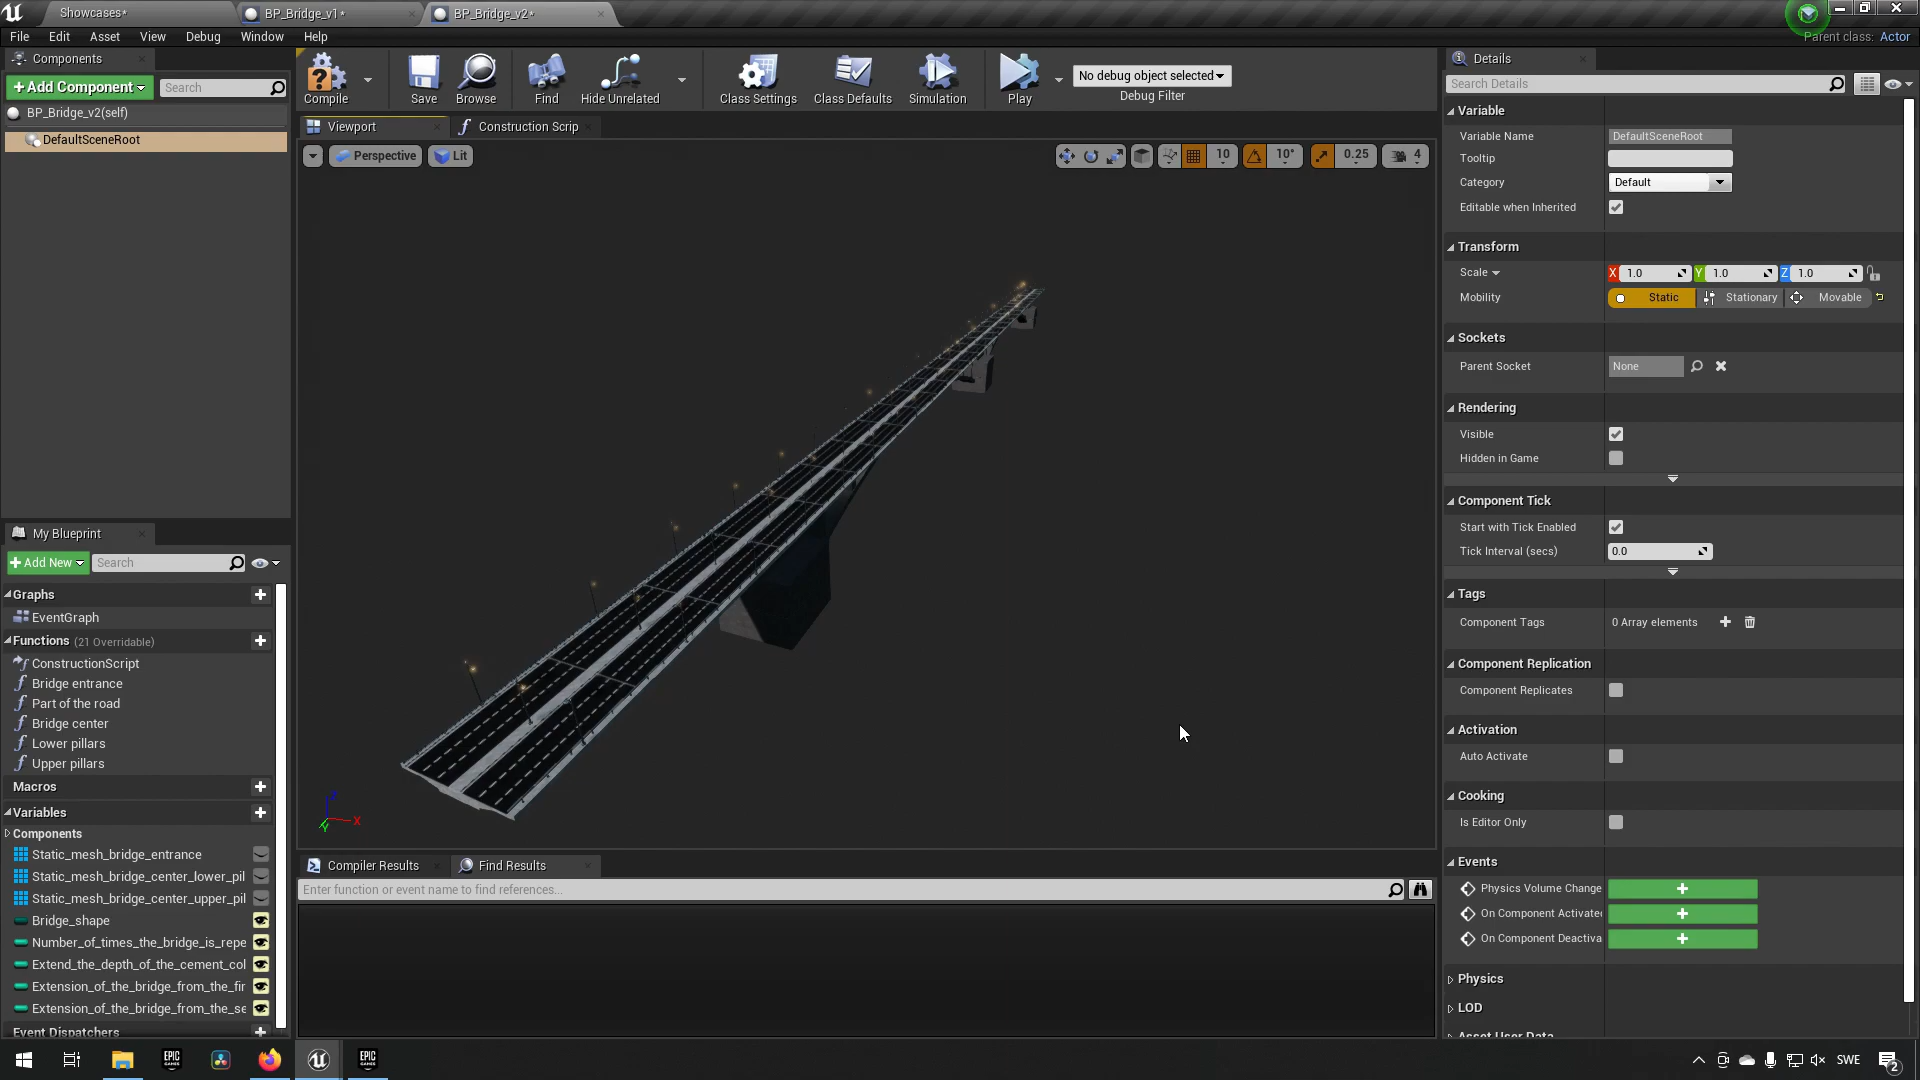 Showcases*
BP_Bridge_v1*
BP_Bridge_v2*
File Edit Asset View Debug Window Help
Parent class: Actor
Components
Add Component
Search
BP_Bridge_v2(self)
DefaultSceneRoot
Compile
Save
Browse
Find
Hide Unrelated
Class Settings
Class Defaults
Simulation
Play
No debug object selected
Debug Filter
Viewport
Construction Scrip
Perspective
Lit
10
10°
0.25
4
X
Y
Z
My Blueprint
Add New
Search
Graphs
EventGraph
Functions (21 Overridable)
ConstructionScript
Bridge entrance
Part of the road
Bridge center
Lower pillars
Upper pillars
Macros
Variables
Components
Static_mesh_bridge_entrance
Static_mesh_bridge_center_lower_pil
Static_mesh_bridge_center_upper_pil
Bridge_shape
Number_of_times_the_bridge_is_repe
Extend_the_depth_of_the_cement_col
Extension_of_the_bridge_from_the_fir
Extension_of_the_bridge_from_the_se
Event Dispatchers
Compiler Results
Find Results
Enter function or event name to find references...
Details
Search Details
Variable
Variable Name DefaultSceneRoot
Tooltip
Category Default
Editable when Inherited
Transform
Scale X 1.0 Y 1.0 Z 1.0
Mobility Static Stationary Movable
Sockets
Parent Socket None
Rendering
Visible
Hidden in Game
Component Tick
Start with Tick Enabled
Tick Interval (secs) 0.0
Tags
Component Tags 0 Array elements
Component Replication
Component Replicates
Activation
Auto Activate
Cooking
Is Editor Only
Events
Physics Volume Change
On Component Activate
On Component Deactiva
Physics
LOD
Asset User Data
EPIC GAMES
EPIC GAMES
SWE
2